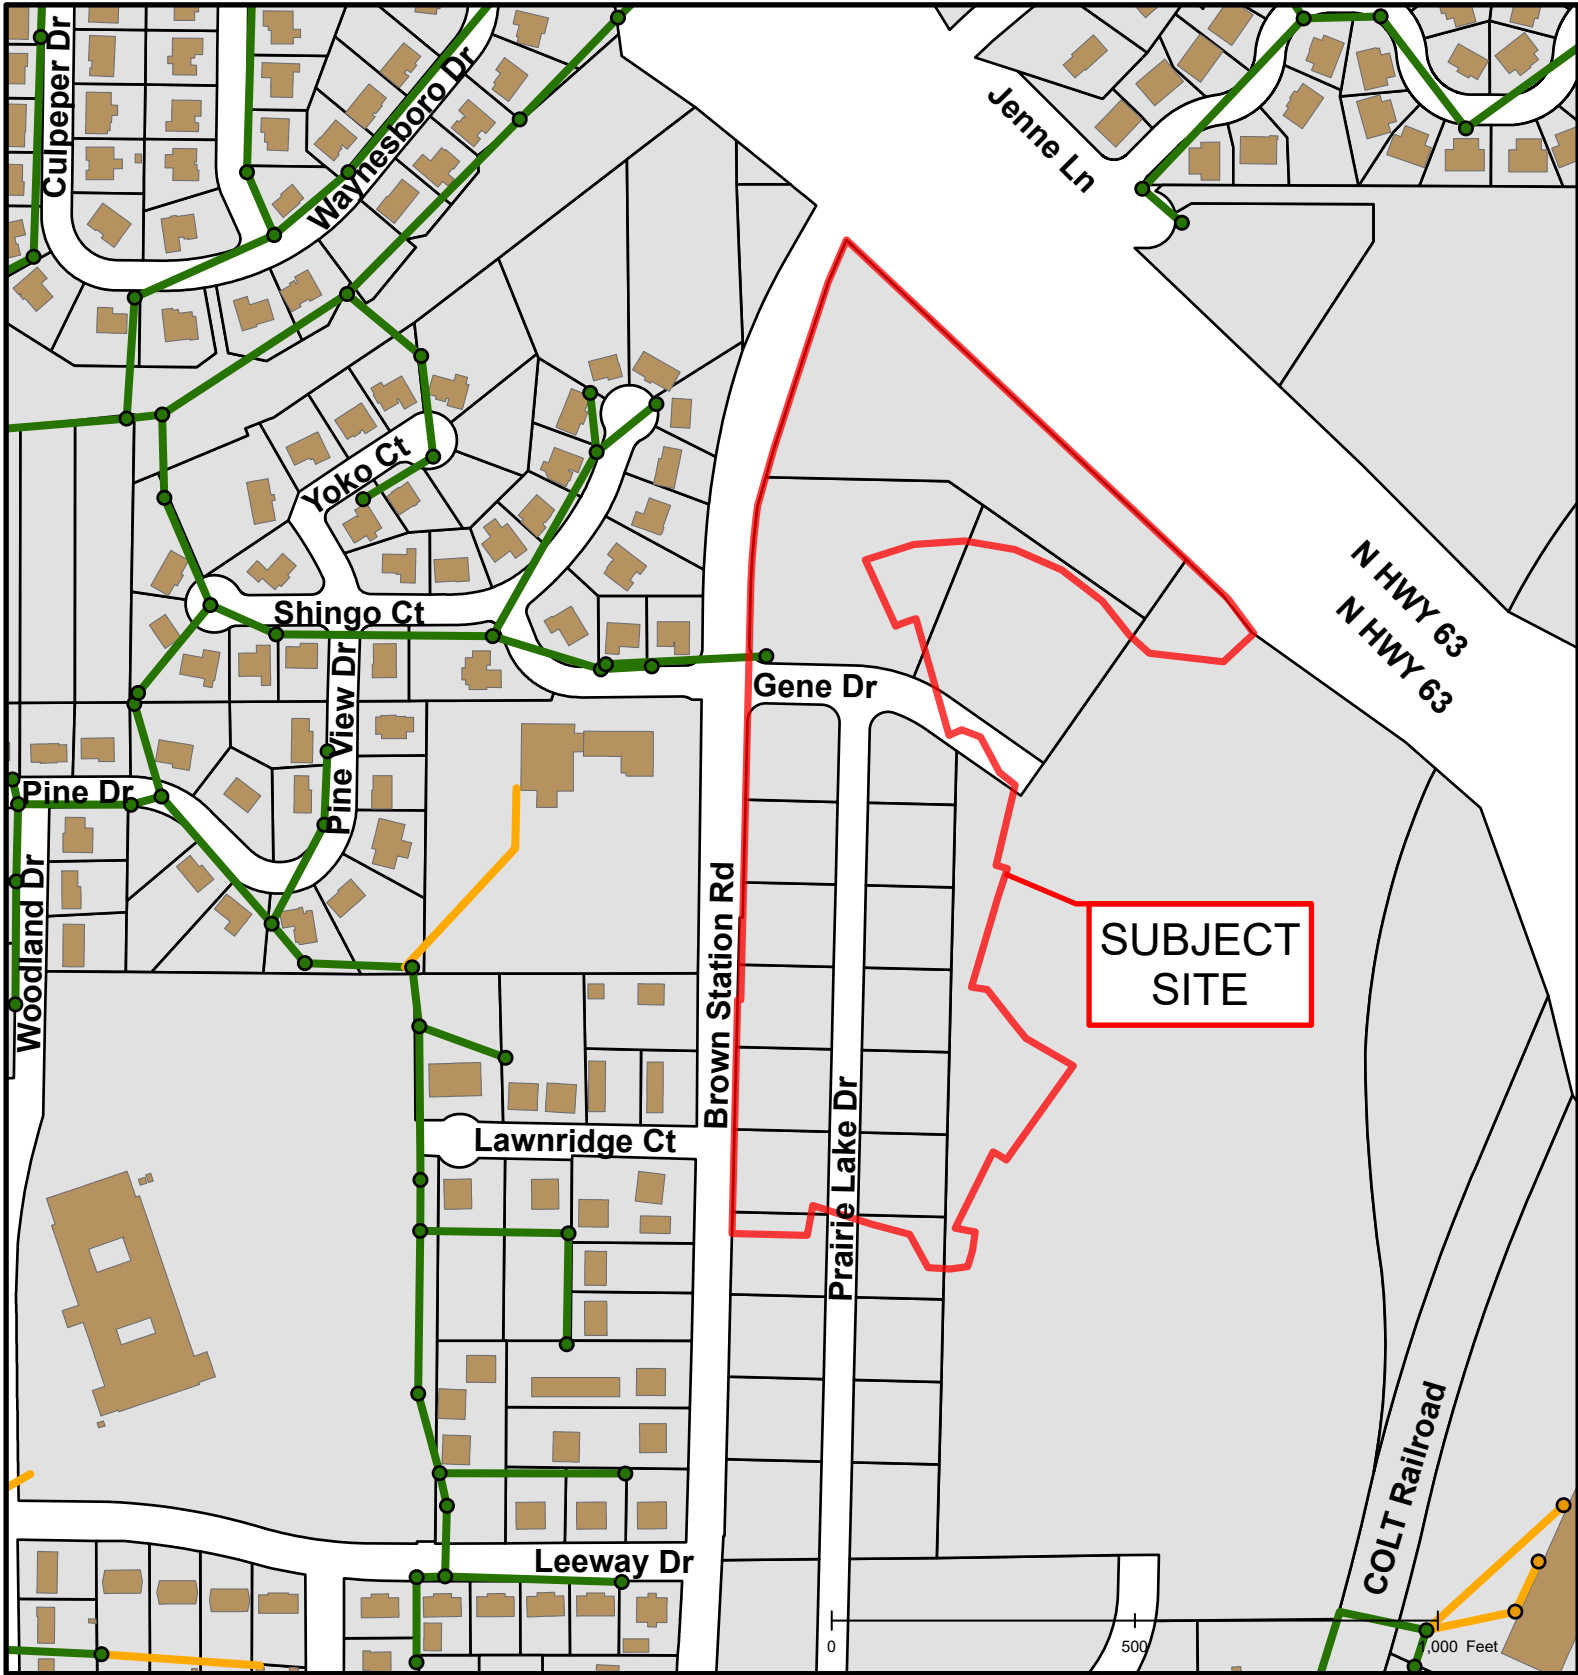 Culpeper Dr
Waynesboro Dr
Jenne Ln
Yoko Ct
N HWY 63
N HWY 63
Shingo Ct
Gene Dr
Pine View Dr
Pine Dr
Woodland Dr
Brown Station Rd
SUBJECT
SITE
Prairie Lake Dr
Lawnridge Ct
COLT Railroad
Leeway Dr
0
500
1,000 Feet